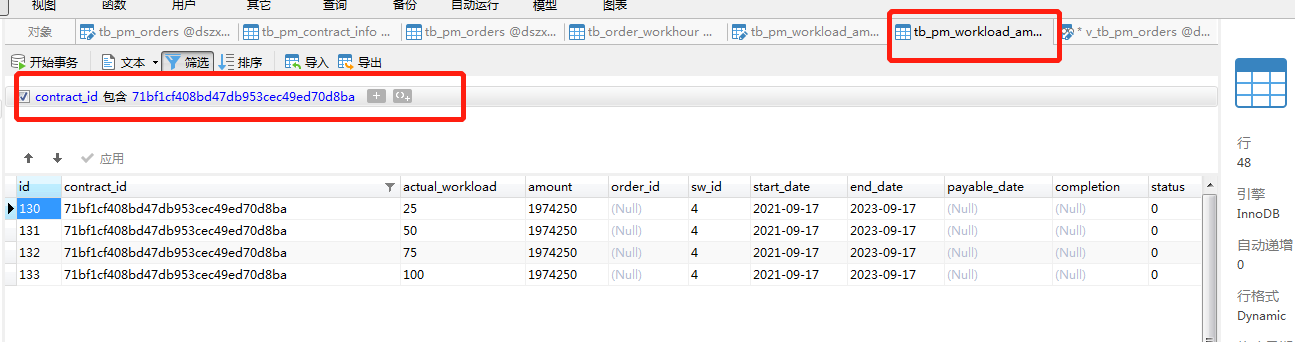 视图 函数 用户 其它 查询 备份 自动运行 模型 图表
对象 tb_pm_orders @dszx... tb_pm_contract_info ... tb_pm_orders @dszx... tb_order_workhour ... tb_pm_workload_am... tb_pm_workload_am... * v_tb_pm_orders @d...
开始事务 文本 筛选 排序 导入 导出
contract_id 包含 71bf1cf408bd47db953cec49ed70d8ba
应用
id contract_id actual_workload amount order_id sw_id start_date end_date payable_date completion status
130 71bf1cf408bd47db953cec49ed70d8ba 25 1974250 (Null) 4 2021-09-17 2023-09-17 (Null) (Null) 0
131 71bf1cf408bd47db953cec49ed70d8ba 50 1974250 (Null) 4 2021-09-17 2023-09-17 (Null) (Null) 0
132 71bf1cf408bd47db953cec49ed70d8ba 75 1974250 (Null) 4 2021-09-17 2023-09-17 (Null) (Null) 0
133 71bf1cf408bd47db953cec49ed70d8ba 100 1974250 (Null) 4 2021-09-17 2023-09-17 (Null) (Null) 0
行
48
引擎
InnoDB
自动递增
0
行格式
Dynamic